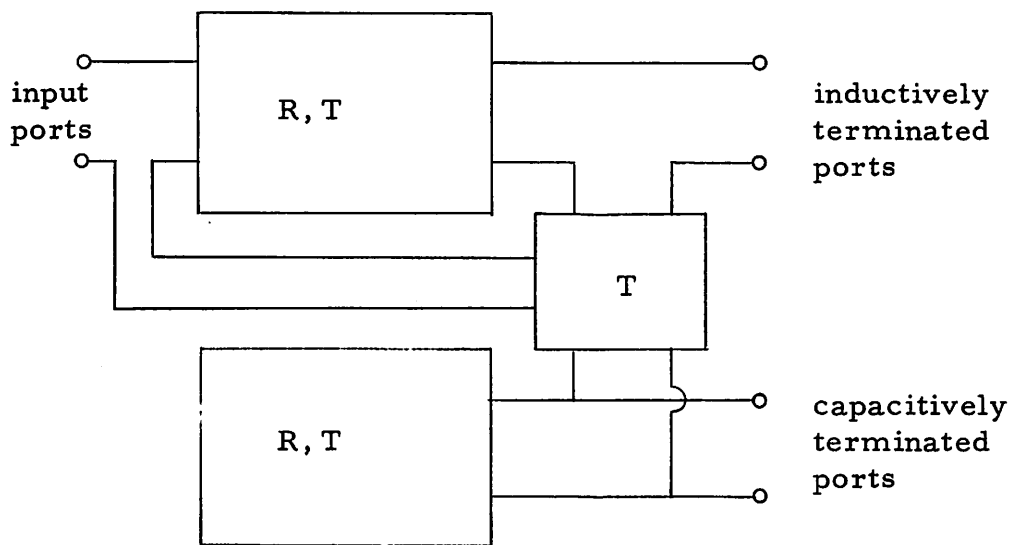 input
ports
R, T
inductively
terminated
ports
T
R, T
capacitively
terminated
ports